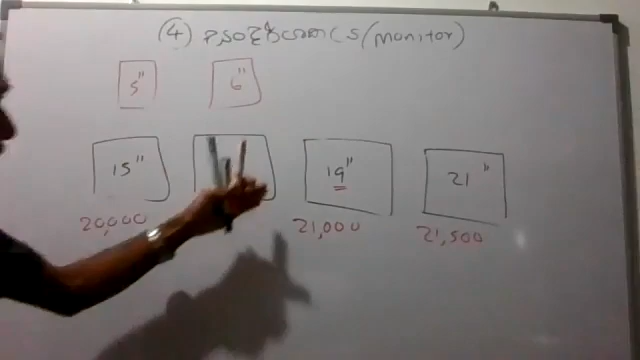 (4) (monitor)
5" 6"
15" 19" 21"
20,000 21,000 21,500